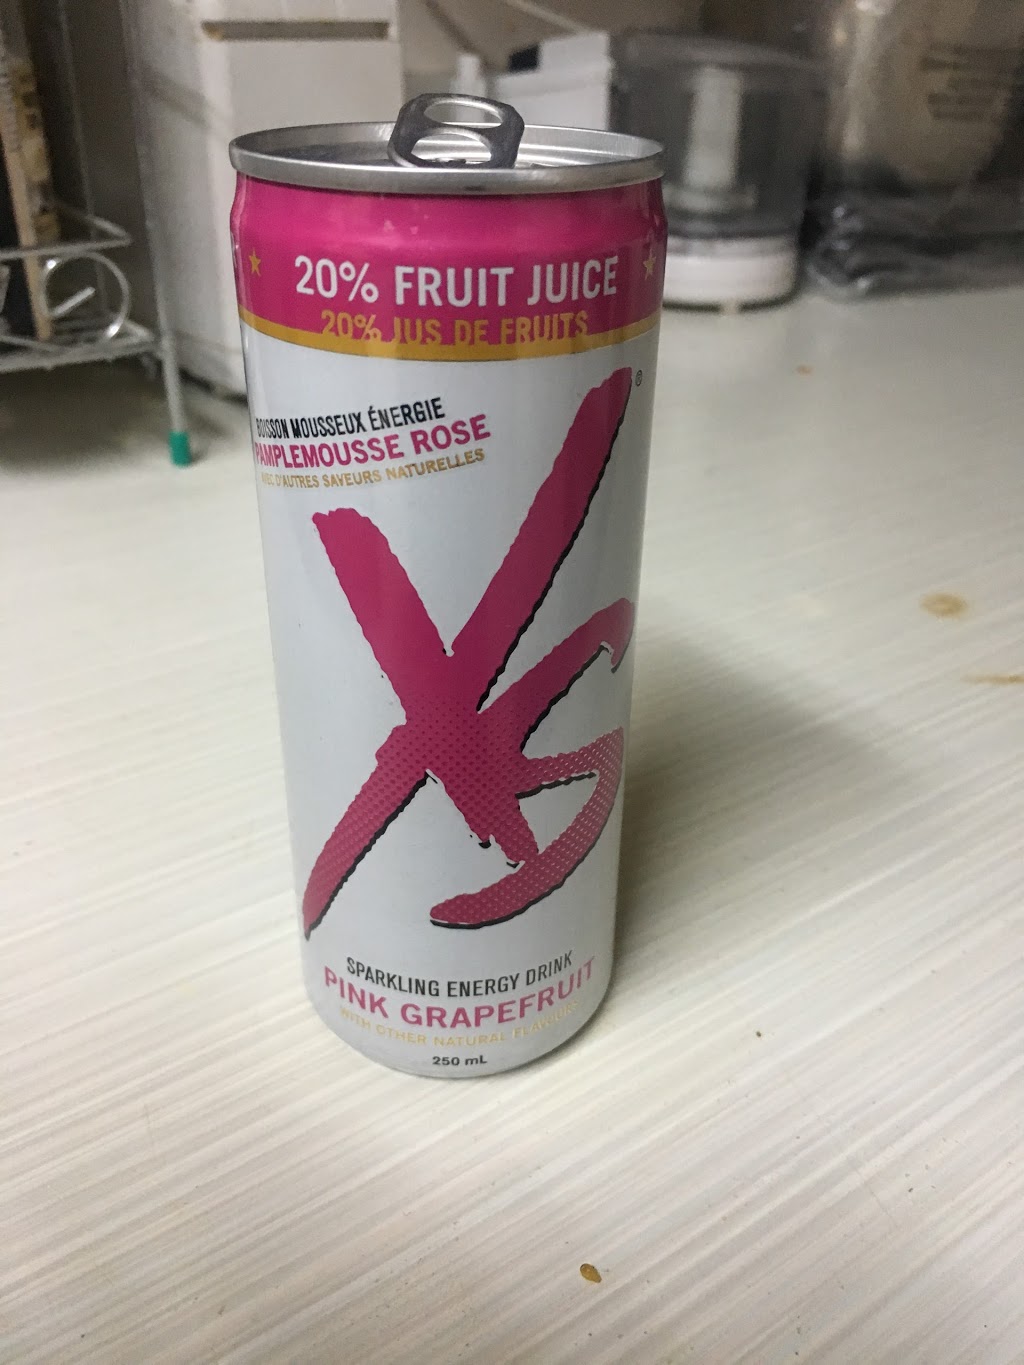 20% FRUIT JUICE
20% JUS DE FRUITS
BOISSON MOUSSEUX ÉNERGIE
PAMPLEMOUSSE ROSE
D'AUTRES SAVEURS NATURELLES
XS®
SPARKLING ENERGY DRINK
PINK GRAPEFRUIT
WITH OTHER NATURAL FLAVOURS
250 mL